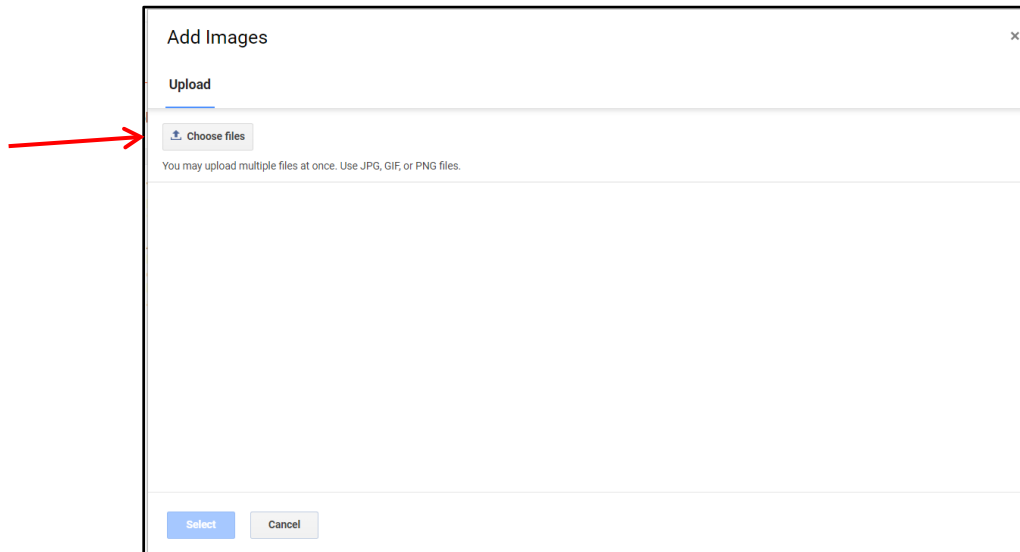 Add Images
×
Upload
Choose files
You may upload multiple files at once. Use JPG, GIF, or PNG files.
Select Cancel